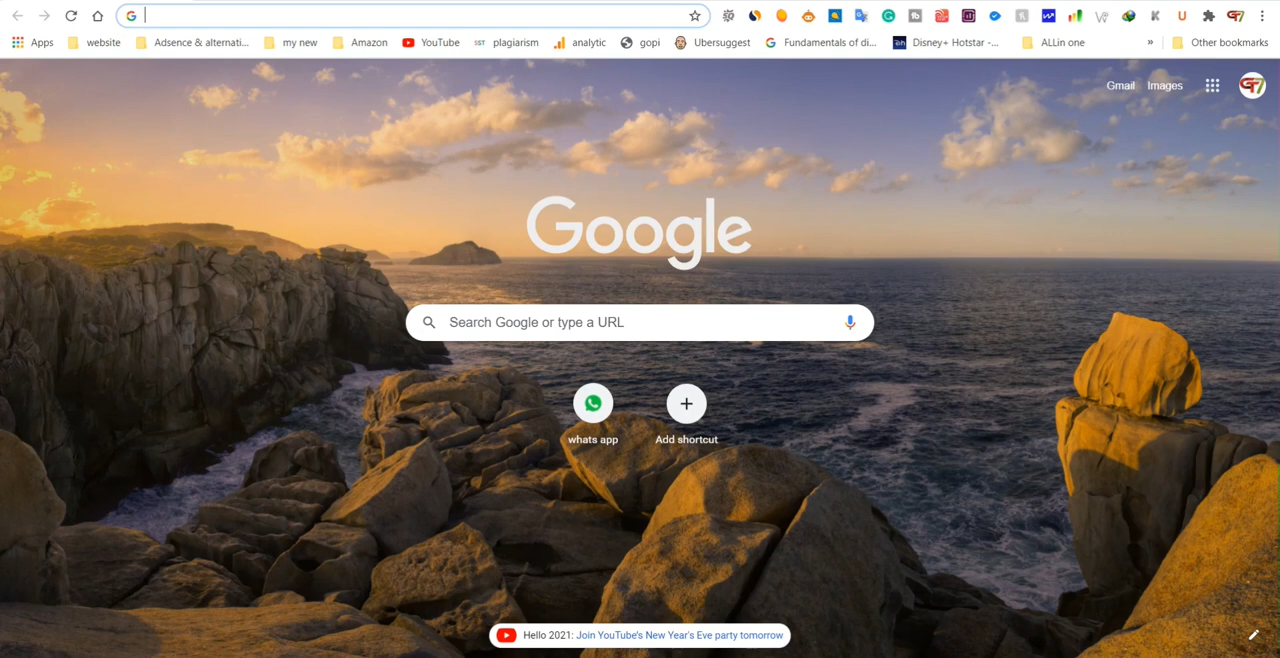 Apps website Adsence & alternati... my new Amazon YouTube SST plagiarism analytic gopi Ubersuggest Fundamentals of di... Disney+ Hotstar -... ALLin one » Other bookmarks
Gmail Images
Google
Search Google or type a URL
whats app Add shortcut
Hello 2021: Join YouTube's New Year's Eve party tomorrow